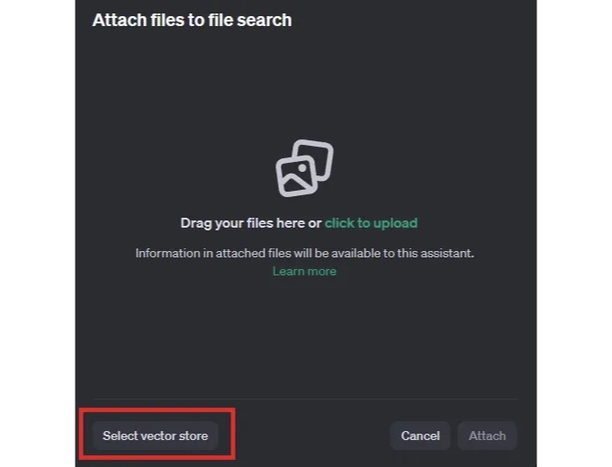 Attach files to file search
Drag your files here or click to upload
Information in attached files will be available to this assistant.
Learn more
Select vector store
Cancel
Attach